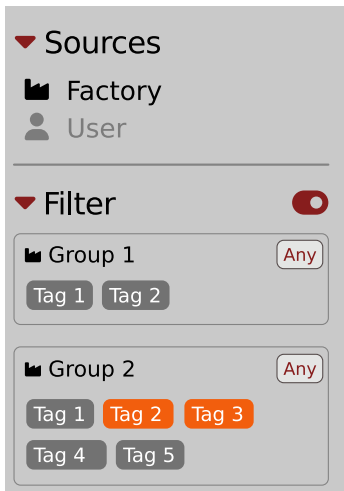 Sources
Factory
User
Filter
Group 1 Any
Tag 1 Tag 2
Group 2 Any
Tag 1 Tag 2 Tag 3
Tag 4 Tag 5